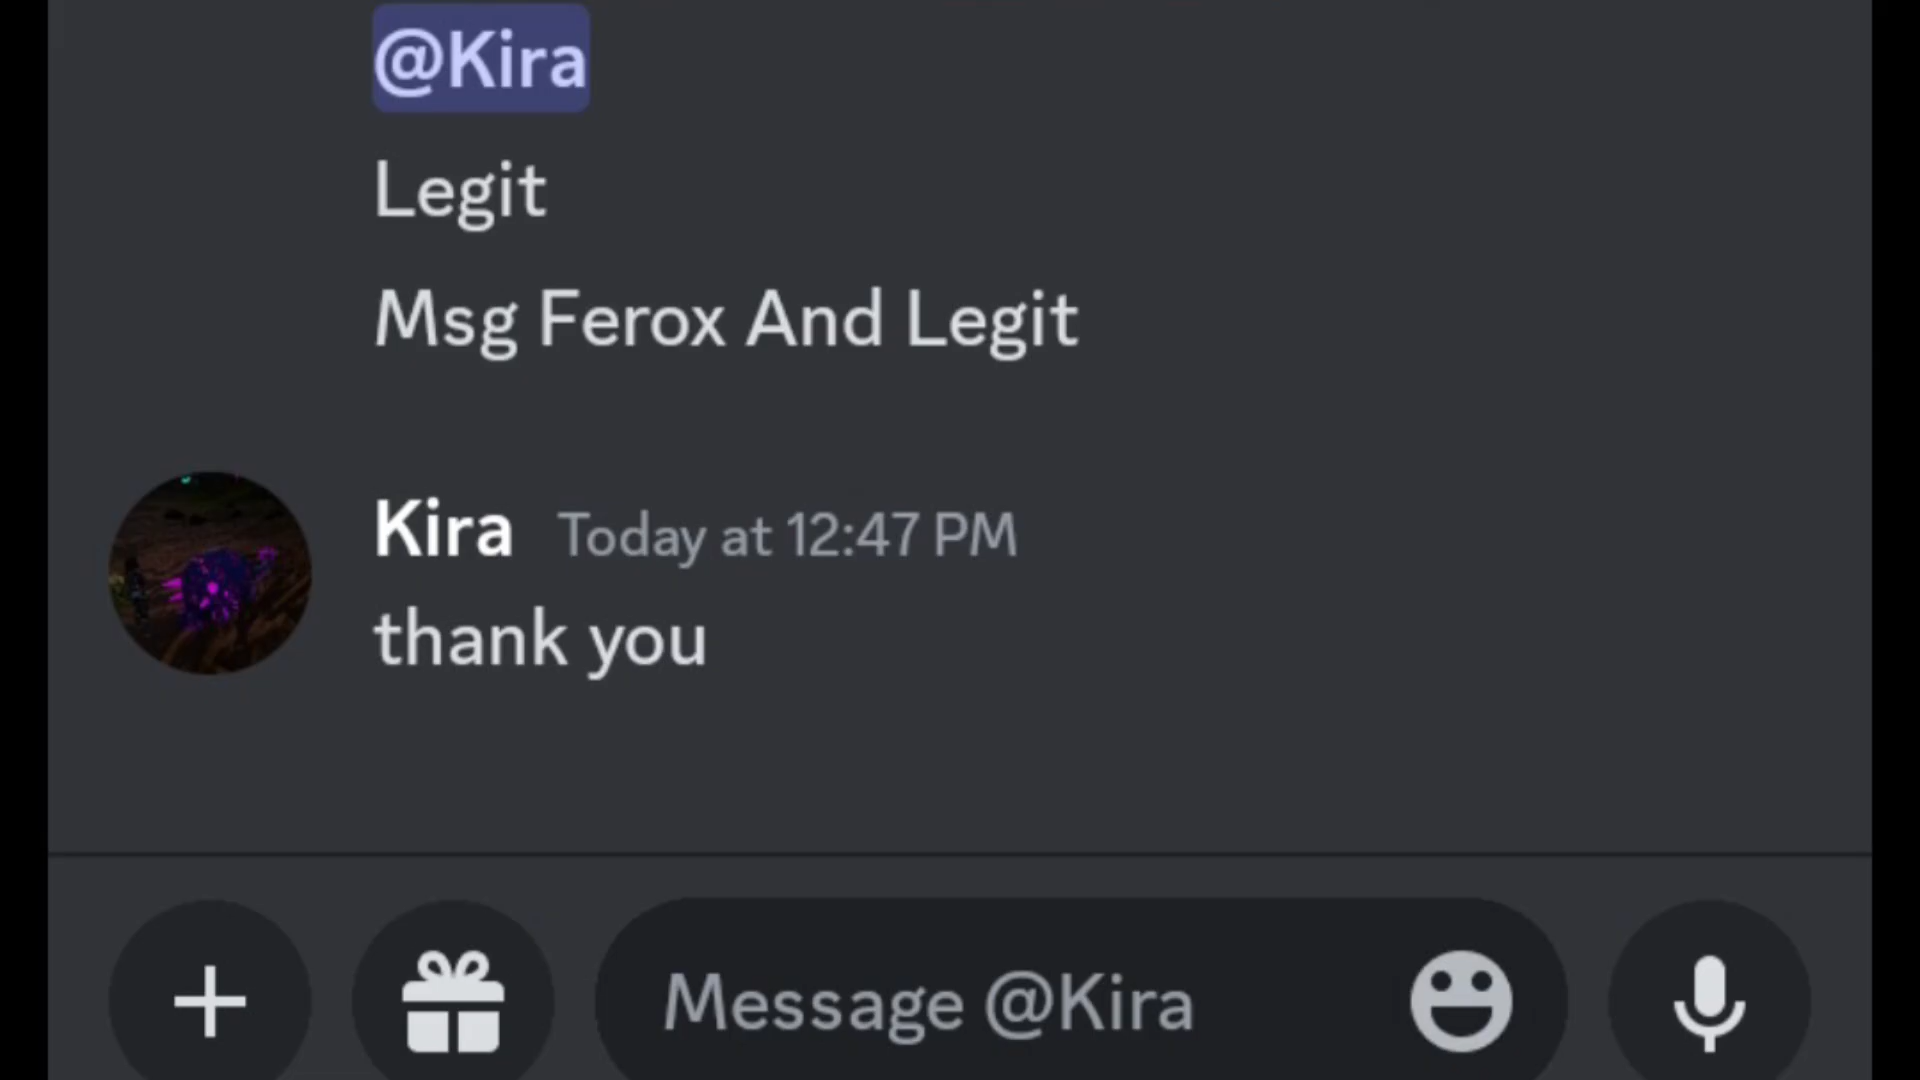 @Kira
Legit
Msg Ferox And Legit
Kira Today at 12:47 PM
thank you
Message @Kira